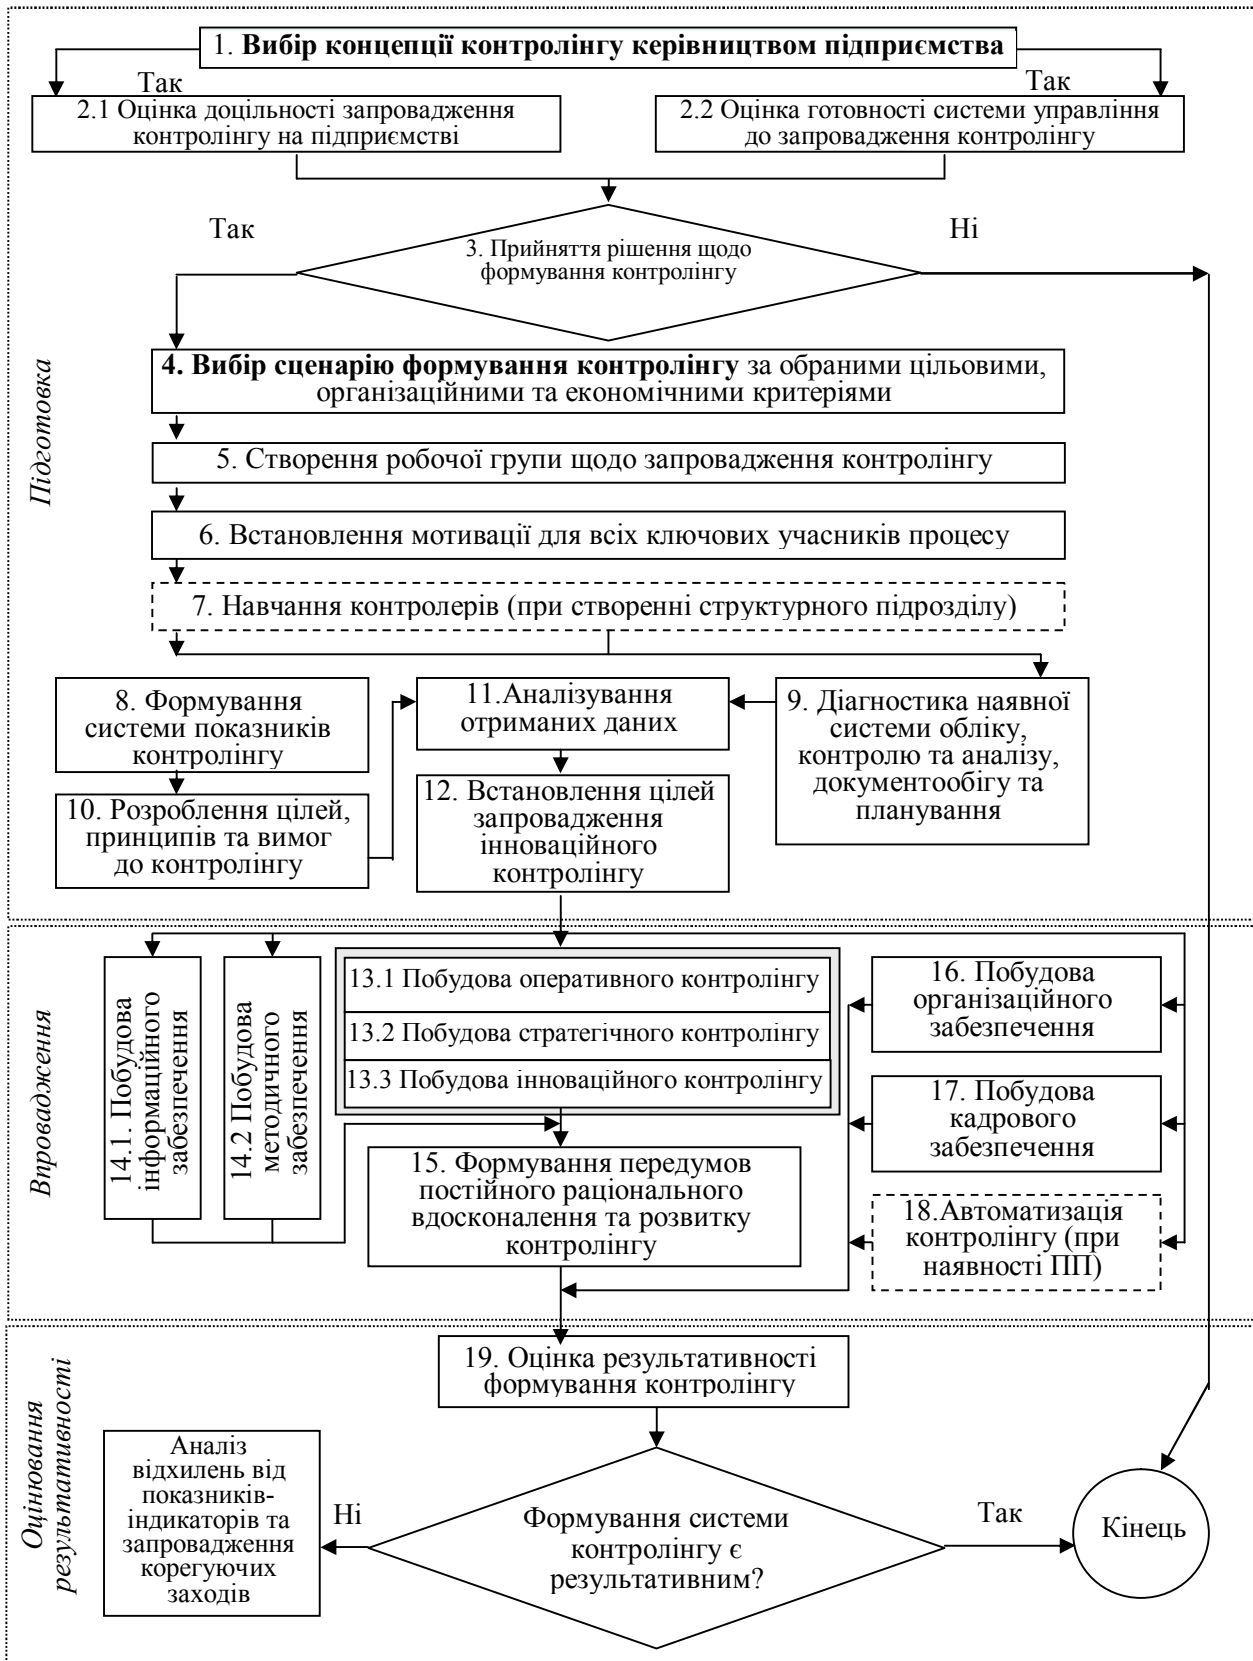 1. Вибір концепції контролінгу керівництвом підприємства
Так
Так
2.1 Оцінка доцільності запровадження
контролінгу на підприємстві
2.2 Оцінка готовності системи управління
до запровадження контролінгу
Так
Ні
3. Прийняття рішення щодо
формування контролінгу
Підготовка
4. Вибір сценарію формування контролінгу за обраними цільовими,
організаційними та економічними критеріями
5. Створення робочої групи щодо запровадження контролінгу
6. Встановлення мотивації для всіх ключових учасників процесу
7. Навчання контролерів (при створенні структурного підрозділу)
8. Формування
системи показників
контролінгу
11.Аналізування
отриманих даних
9. Діагностика наявної
системи обліку,
контролю та аналізу,
документообігу та
планування
10. Розроблення цілей,
принципів та вимог
до контролінгу
12. Встановлення цілей
запровадження
інноваційного
контролінгу
Впровадження
14.1. Побудова
інформаційного
забезпечення
14.2 Побудова
методичного
забезпечення
13.1 Побудова оперативного контролінгу
13.2 Побудова стратегічного контролінгу
13.3 Побудова інноваційного контролінгу
16. Побудова
організаційного
забезпечення
17. Побудова
кадрового
забезпечення
15. Формування передумов
постійного раціонального
вдосконалення та розвитку
контролінгу
18.Автоматизація
контролінгу (при
наявності ПП)
Оцінювання
результативності
19. Оцінка результативності
формування контролінгу
Аналіз
відхилень від
показників-
індикаторів та
запровадження
корегуючих
заходів
Ні
Формування системи
контролінгу є
результативним?
Так
Кінець